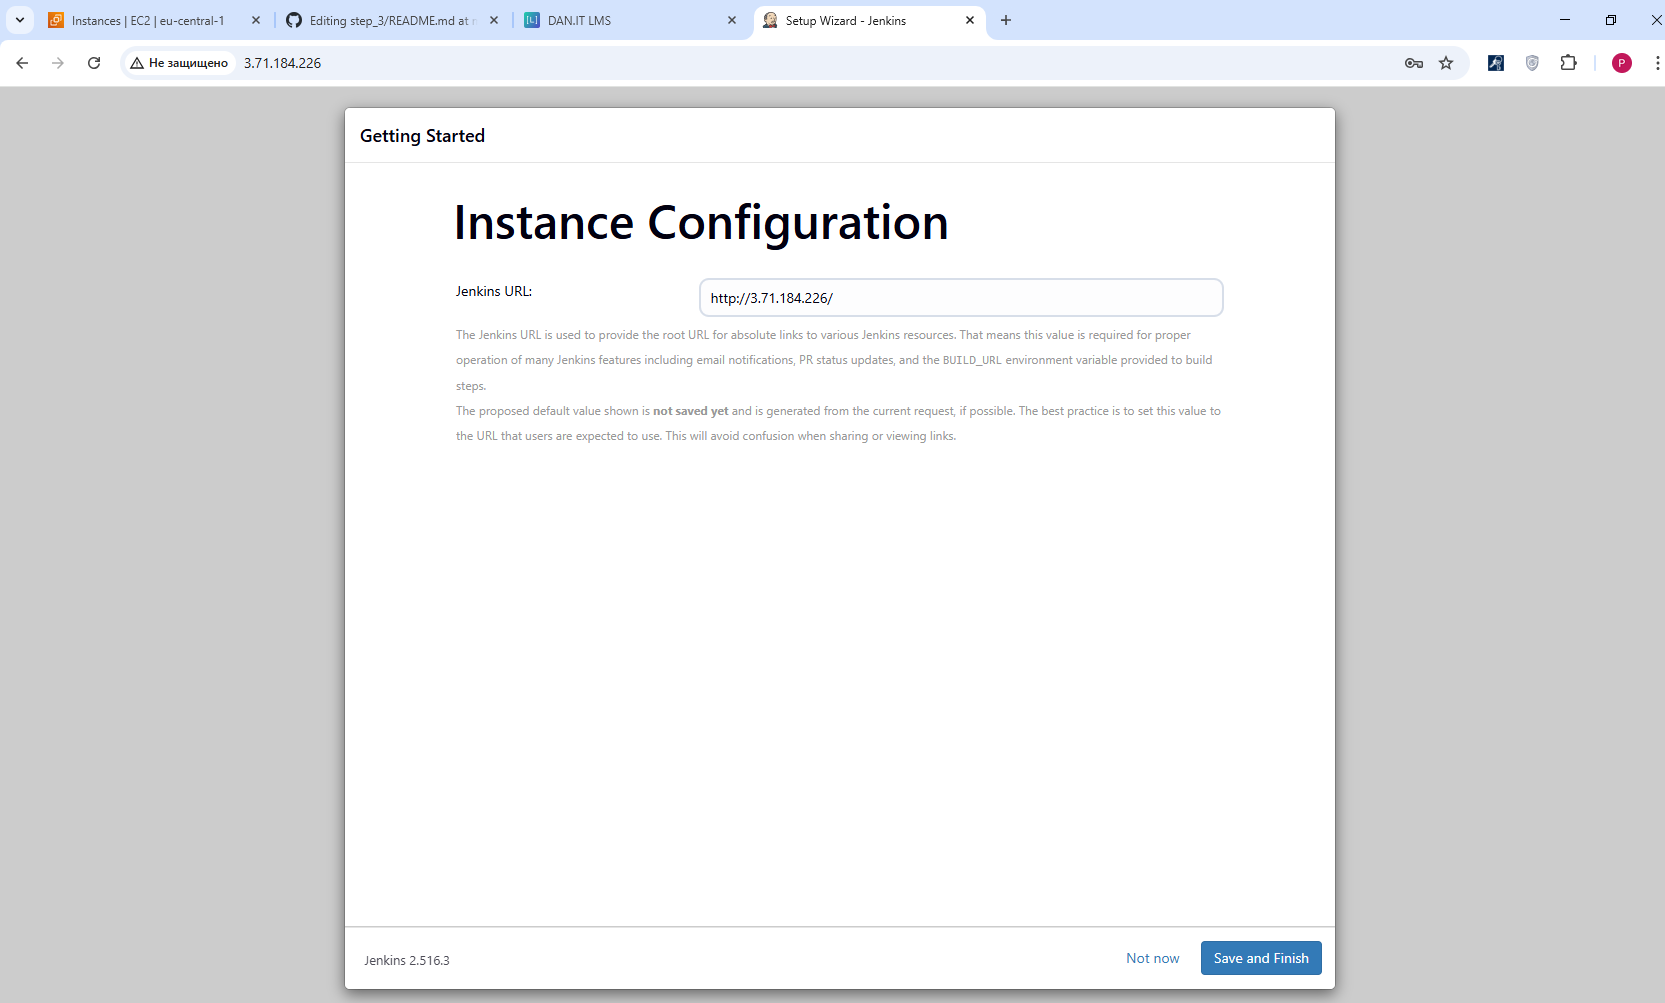 Instances | EC2 | eu-central-1
Editing step_3/README.md at
DAN.IT LMS
Setup Wizard - Jenkins
Не защищено
3.71.184.226
P
Getting Started
Instance Configuration
Jenkins URL:
http://3.71.184.226/
The Jenkins URL is used to provide the root URL for absolute links to various Jenkins resources. That means this value is required for proper
operation of many Jenkins features including email notifications, PR status updates, and the BUILD_URL environment variable provided to build
steps.
The proposed default value shown is not saved yet and is generated from the current request, if possible. The best practice is to set this value to
the URL that users are expected to use. This will avoid confusion when sharing or viewing links.
Jenkins 2.516.3
Not now
Save and Finish